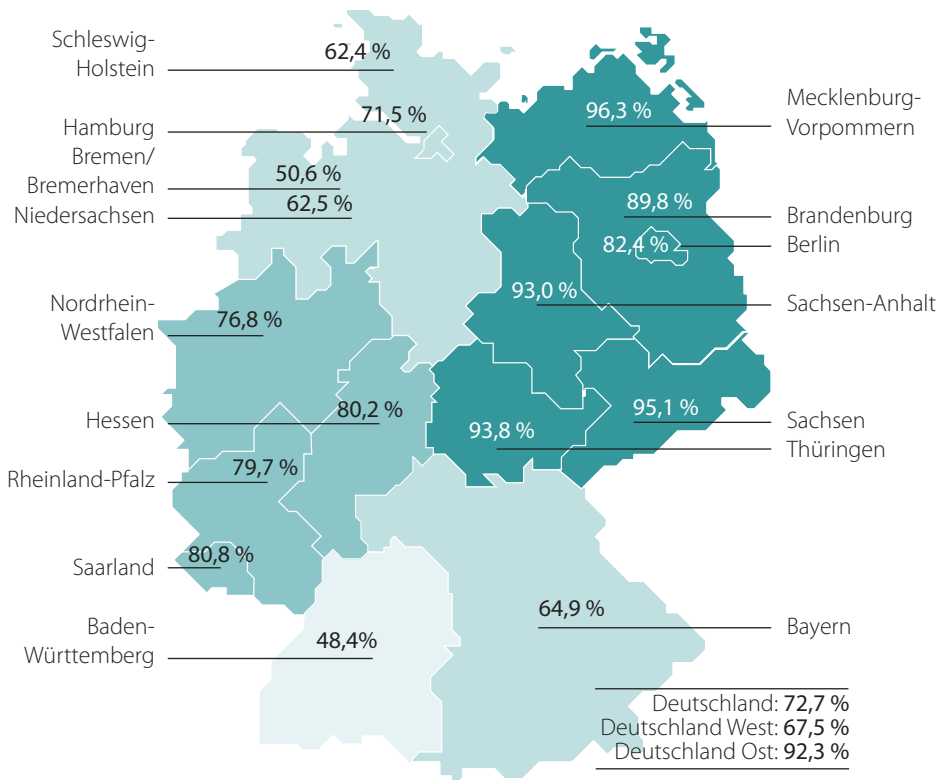 Schleswig-
Holstein
62,4 %
Hamburg
71,5 %
Bremen/
Bremerhaven
50,6 %
Niedersachsen
62,5 %
Nordrhein-
Westfalen
76,8 %
Hessen
80,2 %
Rheinland-Pfalz
79,7 %
Saarland
80,8 %
Baden-
Württemberg
48,4%
Mecklenburg-
Vorpommern
96,3 %
Brandenburg
89,8 %
Berlin
82,4 %
Sachsen-Anhalt
93,0 %
Sachsen
95,1 %
Thüringen
93,8 %
Bayern
64,9 %
Deutschland: 72,7 %
Deutschland West: 67,5 %
Deutschland Ost: 92,3 %